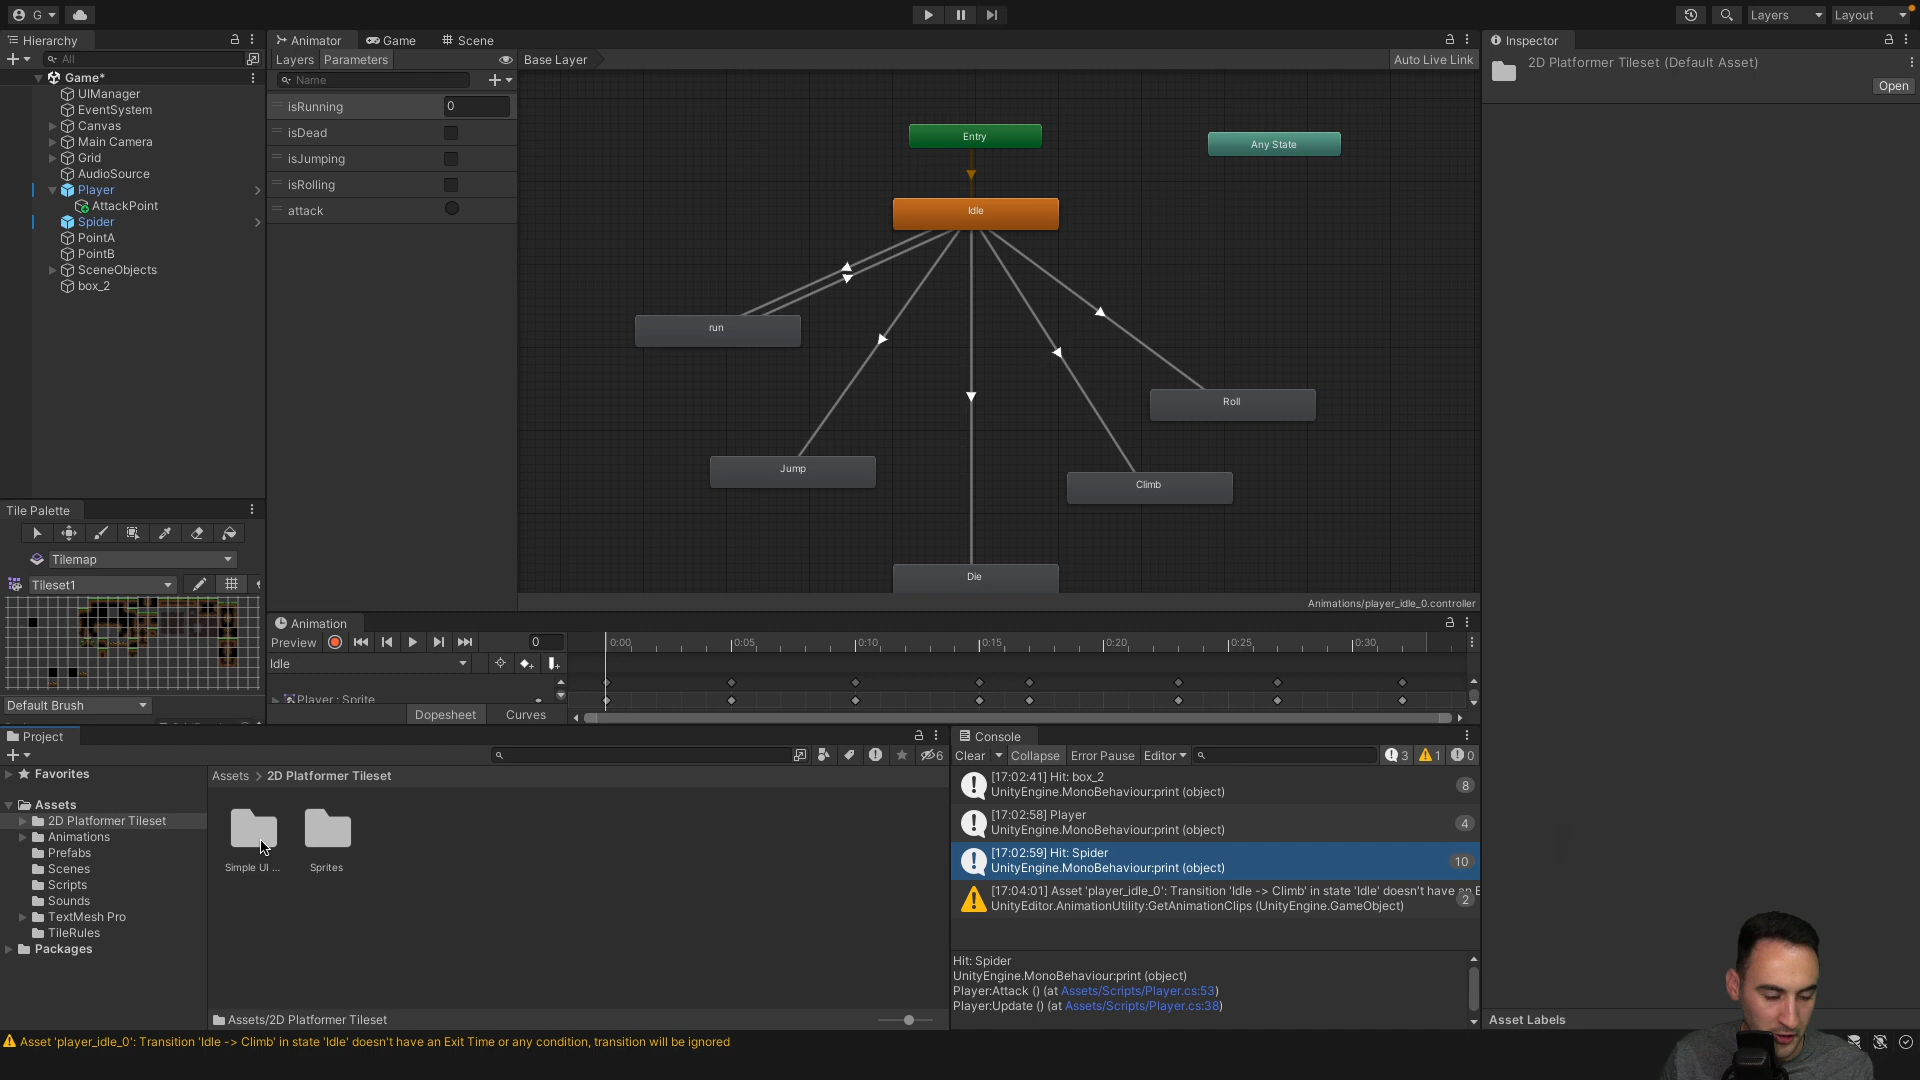 G
Layers
Layout
Hierarchy
All
Game*
UIManager
EventSystem
Canvas
Main Camera
Grid
AudioSource
Player
AttackPoint
Spider
PointA
PointB
SceneObjects
box_2
Tile Palette
Tilemap
Tileset1
Default Brush
Animator
Game
Scene
Layers
Parameters
Base Layer
Auto Live Link
Name
isRunning
0
isDead
isJumping
isRolling
attack
Entry
Any State
Idle
run
Roll
Jump
Climb
Die
Animations/player_idle_0.controller
Animation
Preview
0
0:00
0:05
0:10
0:15
0:20
0:25
0:30
Idle
Player : Sprite
Dopesheet
Curves
Project
6
Favorites
Assets
2D Platformer Tileset
Animations
Prefabs
Scenes
Scripts
Sounds
TextMesh Pro
TileRules
Packages
Assets > 2D Platformer Tileset
Simple UI ...
Sprites
Assets/2D Platformer Tileset
Console
Clear
Collapse
Error Pause
Editor
3
1
0
[17:02:41] Hit: box_2
UnityEngine.MonoBehaviour:print (object)
8
[17:02:58] Player
UnityEngine.MonoBehaviour:print (object)
4
[17:02:59] Hit: Spider
UnityEngine.MonoBehaviour:print (object)
10
[17:04:01] Asset 'player_idle_0': Transition 'Idle -> Climb' in state 'Idle' doesn't have an E
UnityEditor.AnimationUtility:GetAnimationClips (UnityEngine.GameObject)
2
Hit: Spider
UnityEngine.MonoBehaviour:print (object)
Player:Attack () (at Assets/Scripts/Player.cs:53)
Player:Update () (at Assets/Scripts/Player.cs:38)
Inspector
2D Platformer Tileset (Default Asset)
Open
Asset Labels
Asset 'player_idle_0': Transition 'Idle -> Climb' in state 'Idle' doesn't have an Exit Time or any condition, transition will be ignored